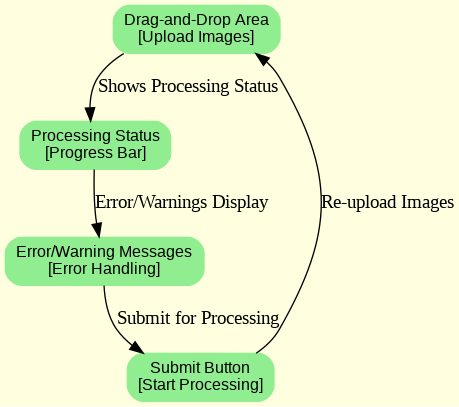 Drag-and-Drop Area
[Upload Images]
Shows Processing Status
Processing Status
[Progress Bar]
Error/Warnings Display
Re-upload Images
Error/Warning Messages
[Error Handling]
Submit for Processing
Submit Button
[Start Processing]